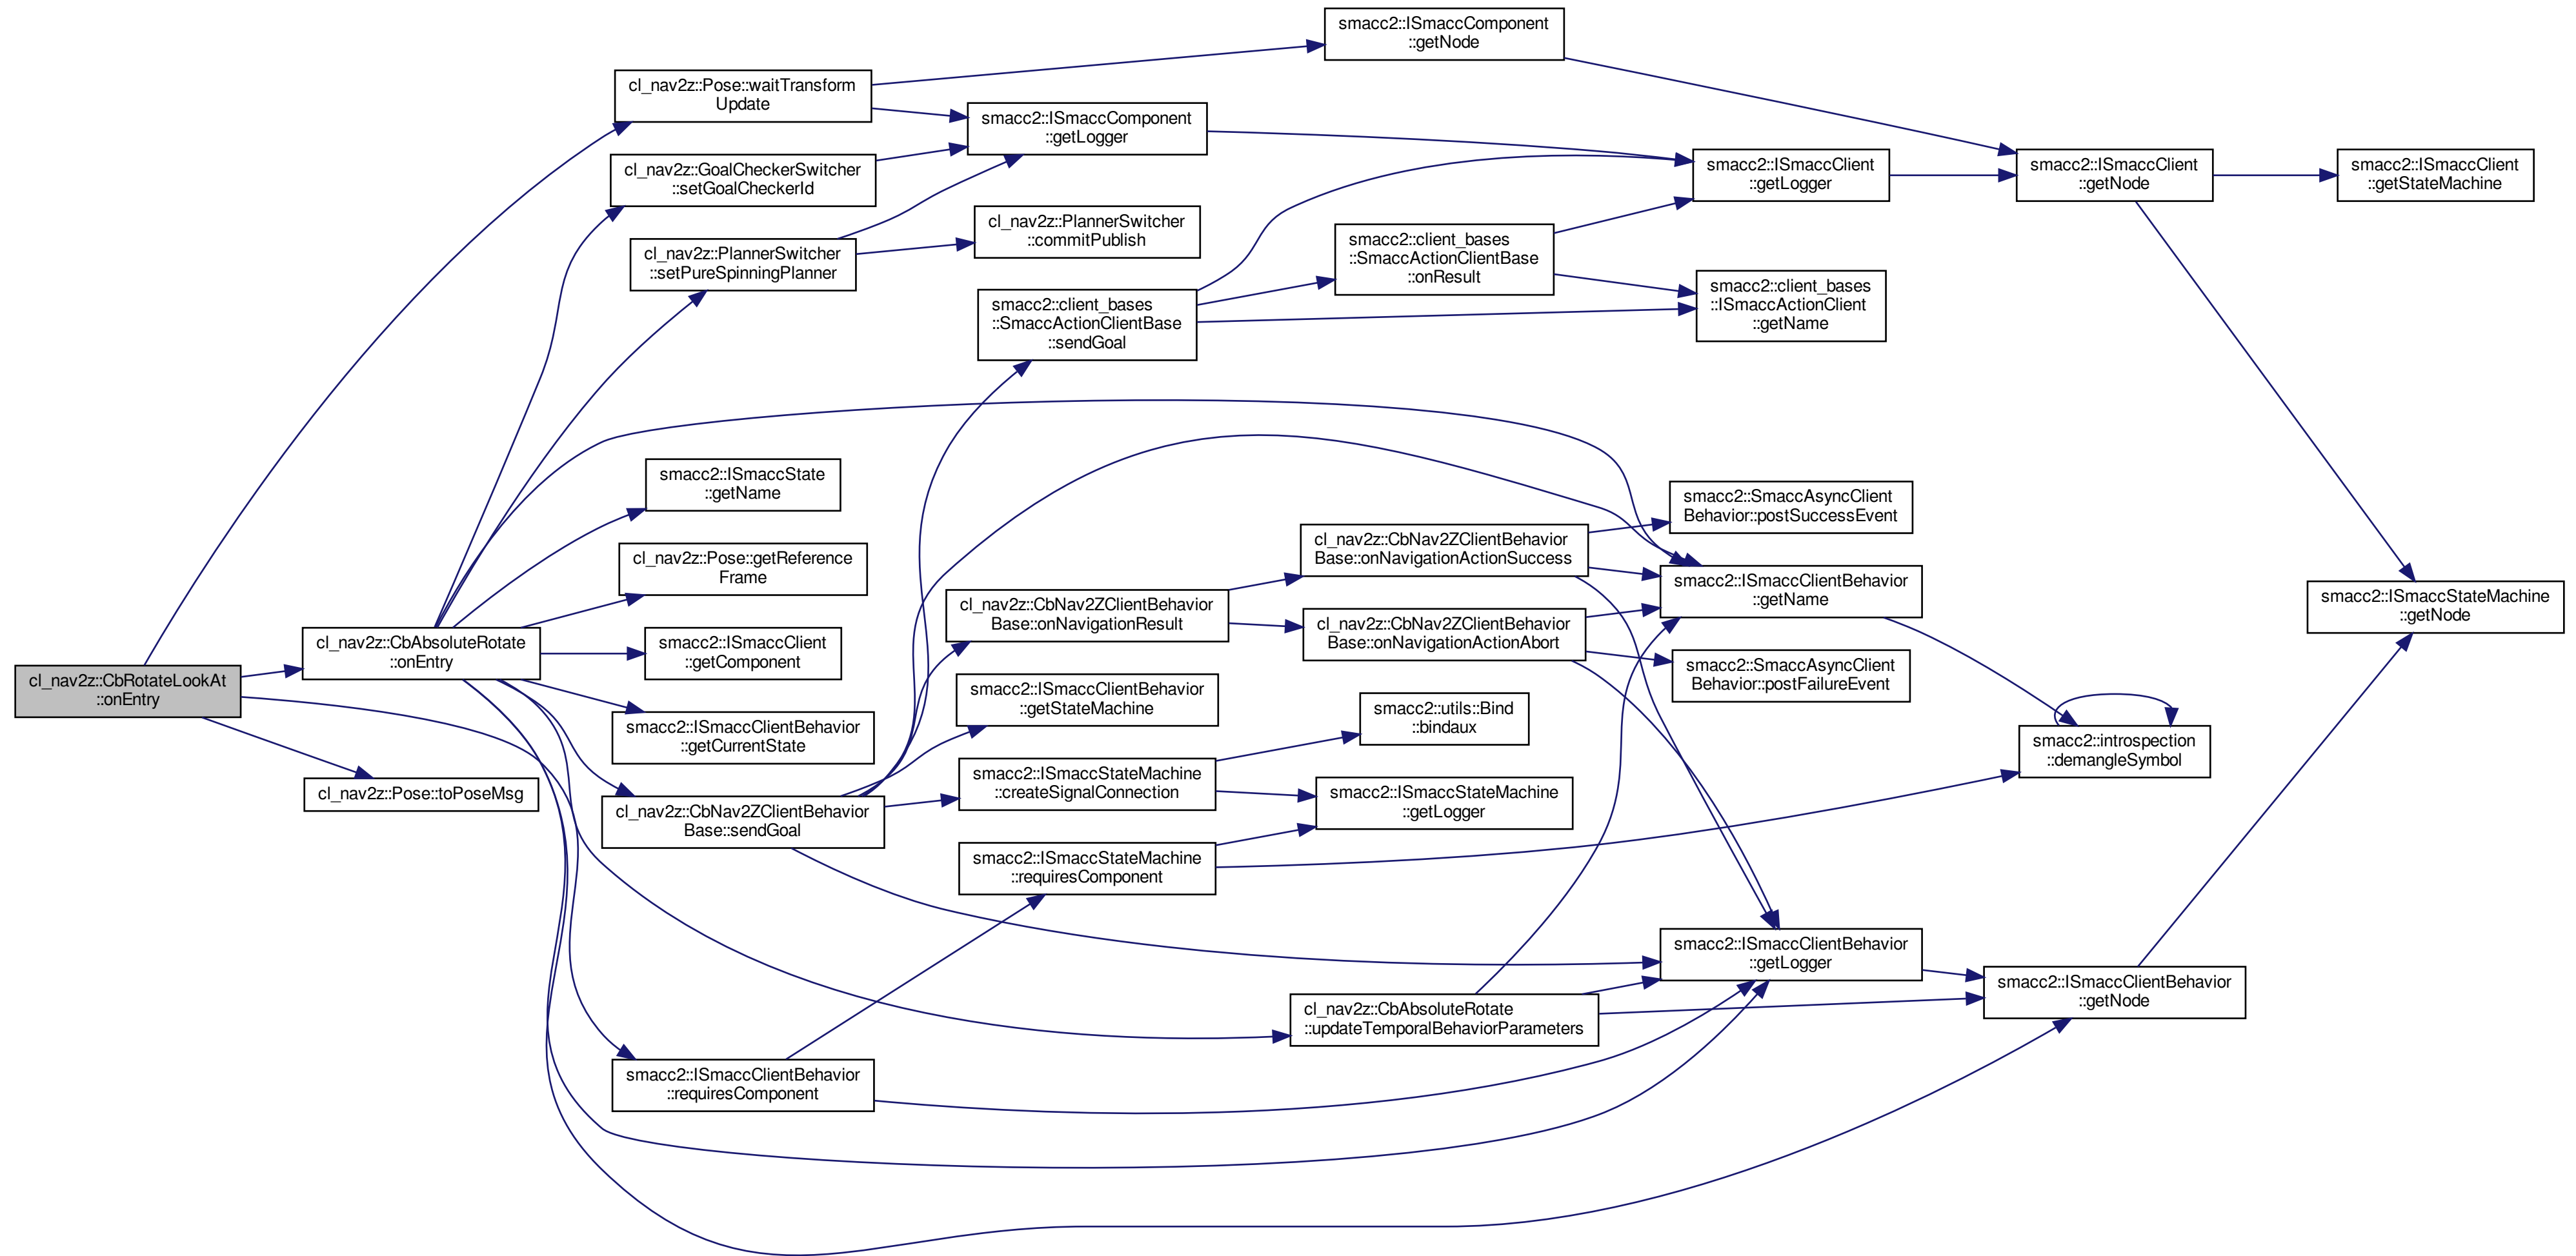 cl_nav2z::CbRotateLookAt
::onEntry
cl_nav2z::Pose::waitTransform
Update
cl_nav2z::CbAbsoluteRotate
::onEntry
cl_nav2z::Pose::toPoseMsg
cl_nav2z::GoalCheckerSwitcher
::setGoalCheckerId
cl_nav2z::PlannerSwitcher
::setPureSpinningPlanner
smacc2::ISmaccState
::getName
cl_nav2z::Pose::getReference
Frame
smacc2::ISmaccClient
::getComponent
smacc2::ISmaccClientBehavior
::getCurrentState
cl_nav2z::CbNav2ZClientBehavior
Base::sendGoal
smacc2::ISmaccClientBehavior
::requiresComponent
smacc2::ISmaccComponent
::getLogger
cl_nav2z::PlannerSwitcher
::commitPublish
smacc2::client_bases
::SmaccActionClientBase
::sendGoal
cl_nav2z::CbNav2ZClientBehavior
Base::onNavigationResult
smacc2::ISmaccClientBehavior
::getStateMachine
smacc2::ISmaccStateMachine
::createSignalConnection
smacc2::ISmaccStateMachine
::requiresComponent
smacc2::ISmaccComponent
::getNode
smacc2::client_bases
::SmaccActionClientBase
::onResult
cl_nav2z::CbNav2ZClientBehavior
Base::onNavigationActionSuccess
cl_nav2z::CbNav2ZClientBehavior
Base::onNavigationActionAbort
smacc2::utils::Bind
::bindaux
smacc2::ISmaccStateMachine
::getLogger
cl_nav2z::CbAbsoluteRotate
::updateTemporalBehaviorParameters
smacc2::ISmaccClient
::getLogger
smacc2::client_bases
::ISmaccActionClient
::getName
smacc2::SmaccAsyncClient
Behavior::postSuccessEvent
smacc2::ISmaccClientBehavior
::getName
smacc2::SmaccAsyncClient
Behavior::postFailureEvent
smacc2::ISmaccClientBehavior
::getLogger
smacc2::ISmaccClient
::getNode
smacc2::introspection
::demangleSymbol
smacc2::ISmaccClientBehavior
::getNode
smacc2::ISmaccClient
::getStateMachine
smacc2::ISmaccStateMachine
::getNode